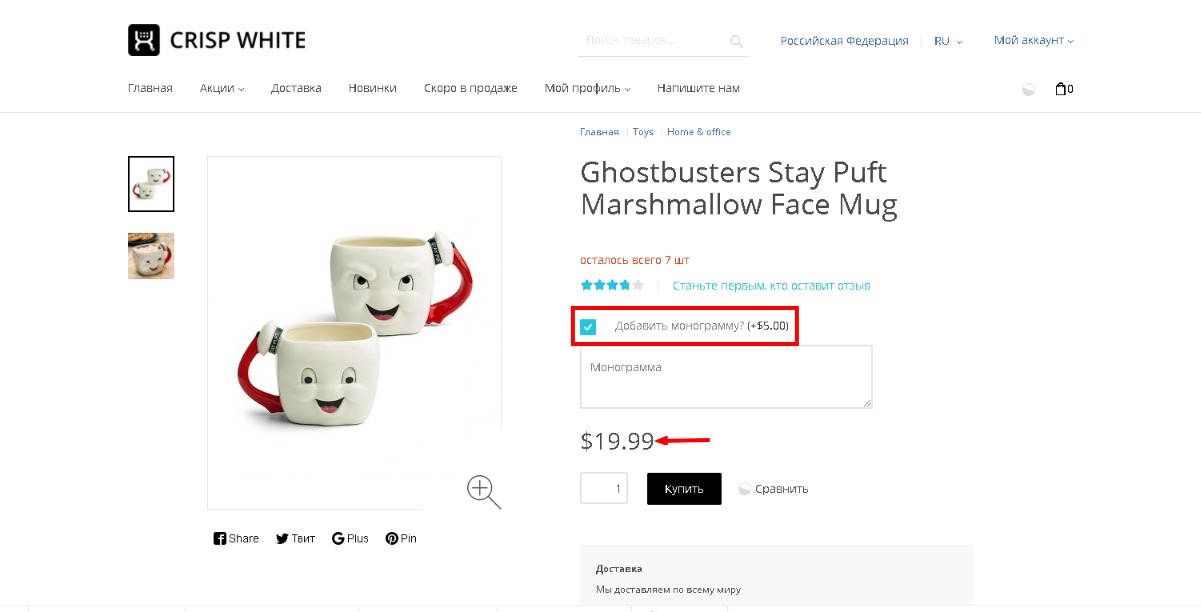 CRISP WHITE
Поиск товаров...
Российская Федерация
RU
Мой аккаунт
Главная
Акции
Доставка
Новинки
Скоро в продаже
Мой профиль
Напишите нам
0
Главная
Toys
Home & office
Ghostbusters Stay Puft
Marshmallow Face Mug
осталось всего 7 шт
Станьте первым, кто оставит отзыв
Добавить монограмму? (+$5.00)
Монограмма
$19.99
1
Купить
Сравнить
Share
Твит
Plus
Pin
Доставка
Мы доставляем по всему миру